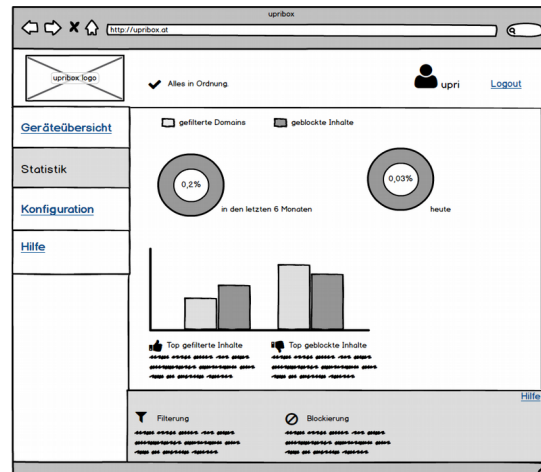 upribox
http://upribox.at
upribox logo
Alles in Ordnung.
upri
Logout
Geräteübersicht
Statistik
Konfiguration
Hilfe
gefilterte Domains
geblockte Inhalte
0,2%
in den letzten 6 Monaten
0,03%
heute
Top gefilterte Inhalte
Top geblockte Inhalte
Hilfe
Filterung
Blockierung